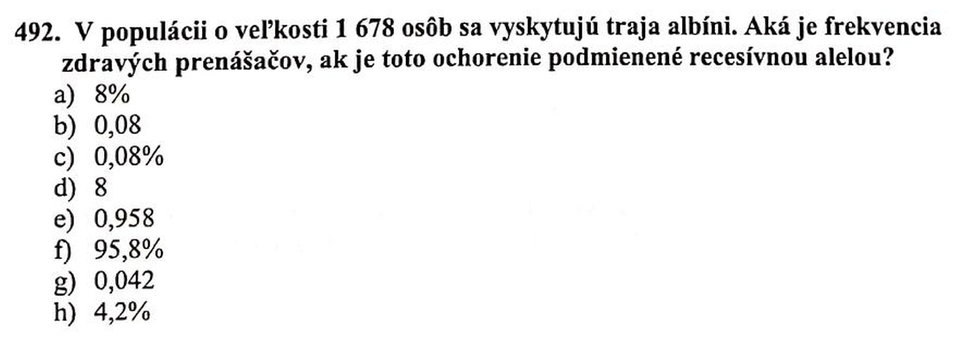 492. V populácii o veľkosti 1 678 osôb sa vyskytujú traja albíni. Aká je frekvencia
zdravých prenášačov, ak je toto ochorenie podmienené recesívnou alelou?
a) 8%
b) 0,08
c) 0,08%
d) 8
e) 0,958
f) 95,8%
g) 0,042
h) 4,2%